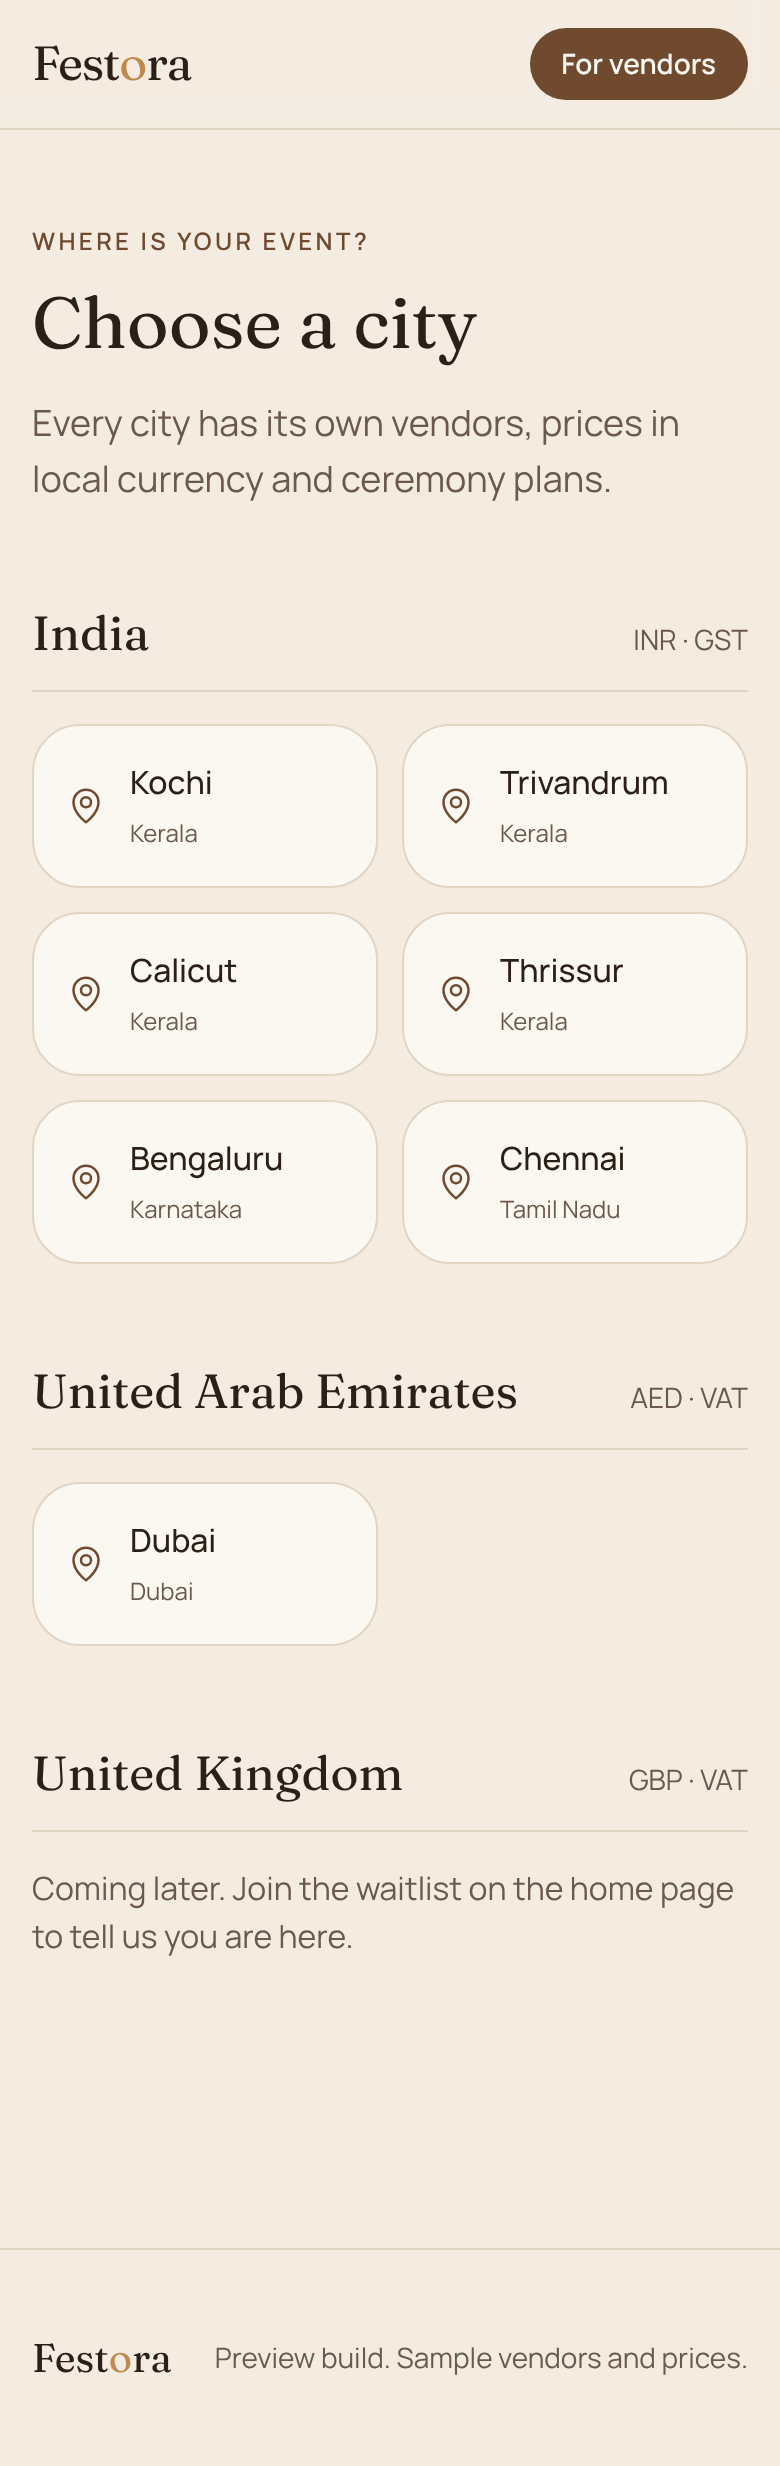 Festora
For vendors
WHERE IS YOUR EVENT?
Choose a city
Every city has its own vendors, prices in
local currency and ceremony plans.
India
INR · GST
Kochi
Kerala
Trivandrum
Kerala
Calicut
Kerala
Thrissur
Kerala
Bengaluru
Karnataka
Chennai
Tamil Nadu
United Arab Emirates
AED · VAT
Dubai
Dubai
United Kingdom
GBP · VAT
Coming later. Join the waitlist on the home page
to tell us you are here.
Festora
Preview build. Sample vendors and prices.